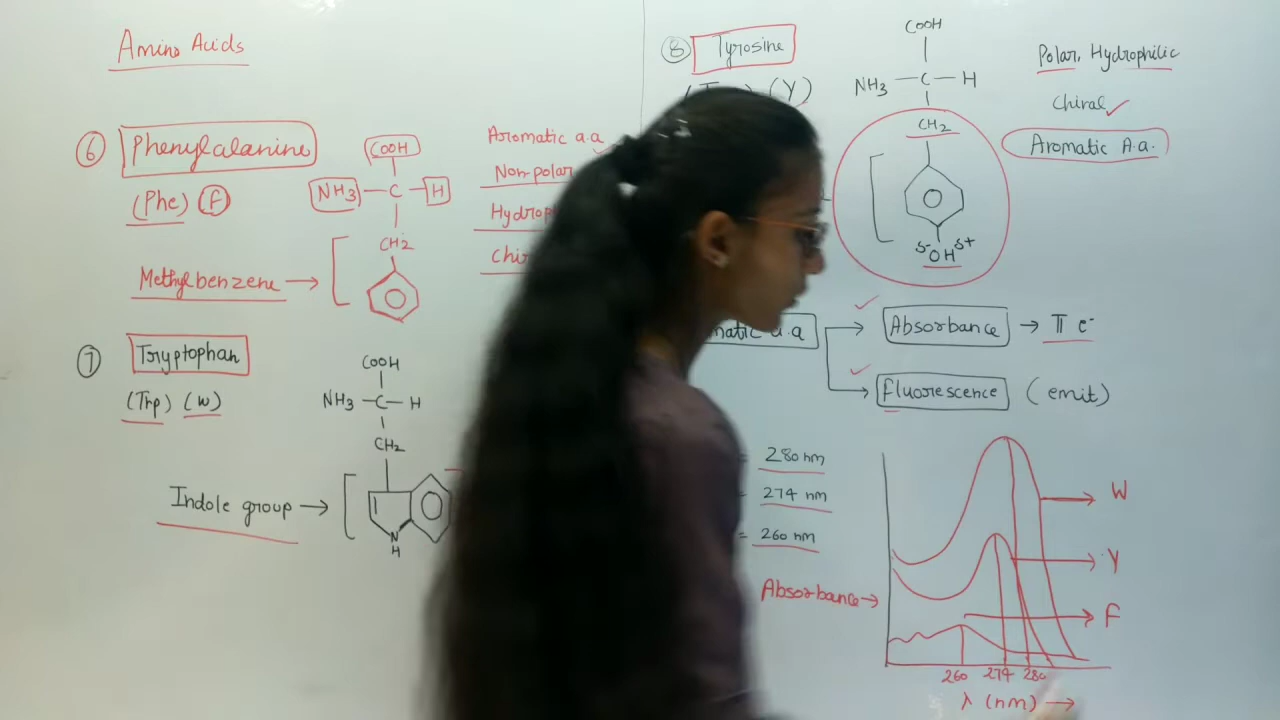 Amino Acids
⑥ Phenylalanine
(Phe) F
Methylbenzene →
COOH
NH3 — C — H
CH2
Aromatic a.a
Non-polar
⑦ Tryptophan
(Trp) (W)
COOH
NH3 — C — H
CH2
N
H
Indole group →
⑧ Tyrosine
(Y)
COOH
NH3 — C — H
CH2
δ- OH δ+
Polar, Hydrophilic
Chiral ✓
Aromatic A.a.
a.a
✓ Absorbance → π e-
✓ Fluorescence (emit)
= 280 nm
= 274 nm
= 260 nm
Absorbance →
→ W
→ Y
→ F
260 274 280
λ (nm) →